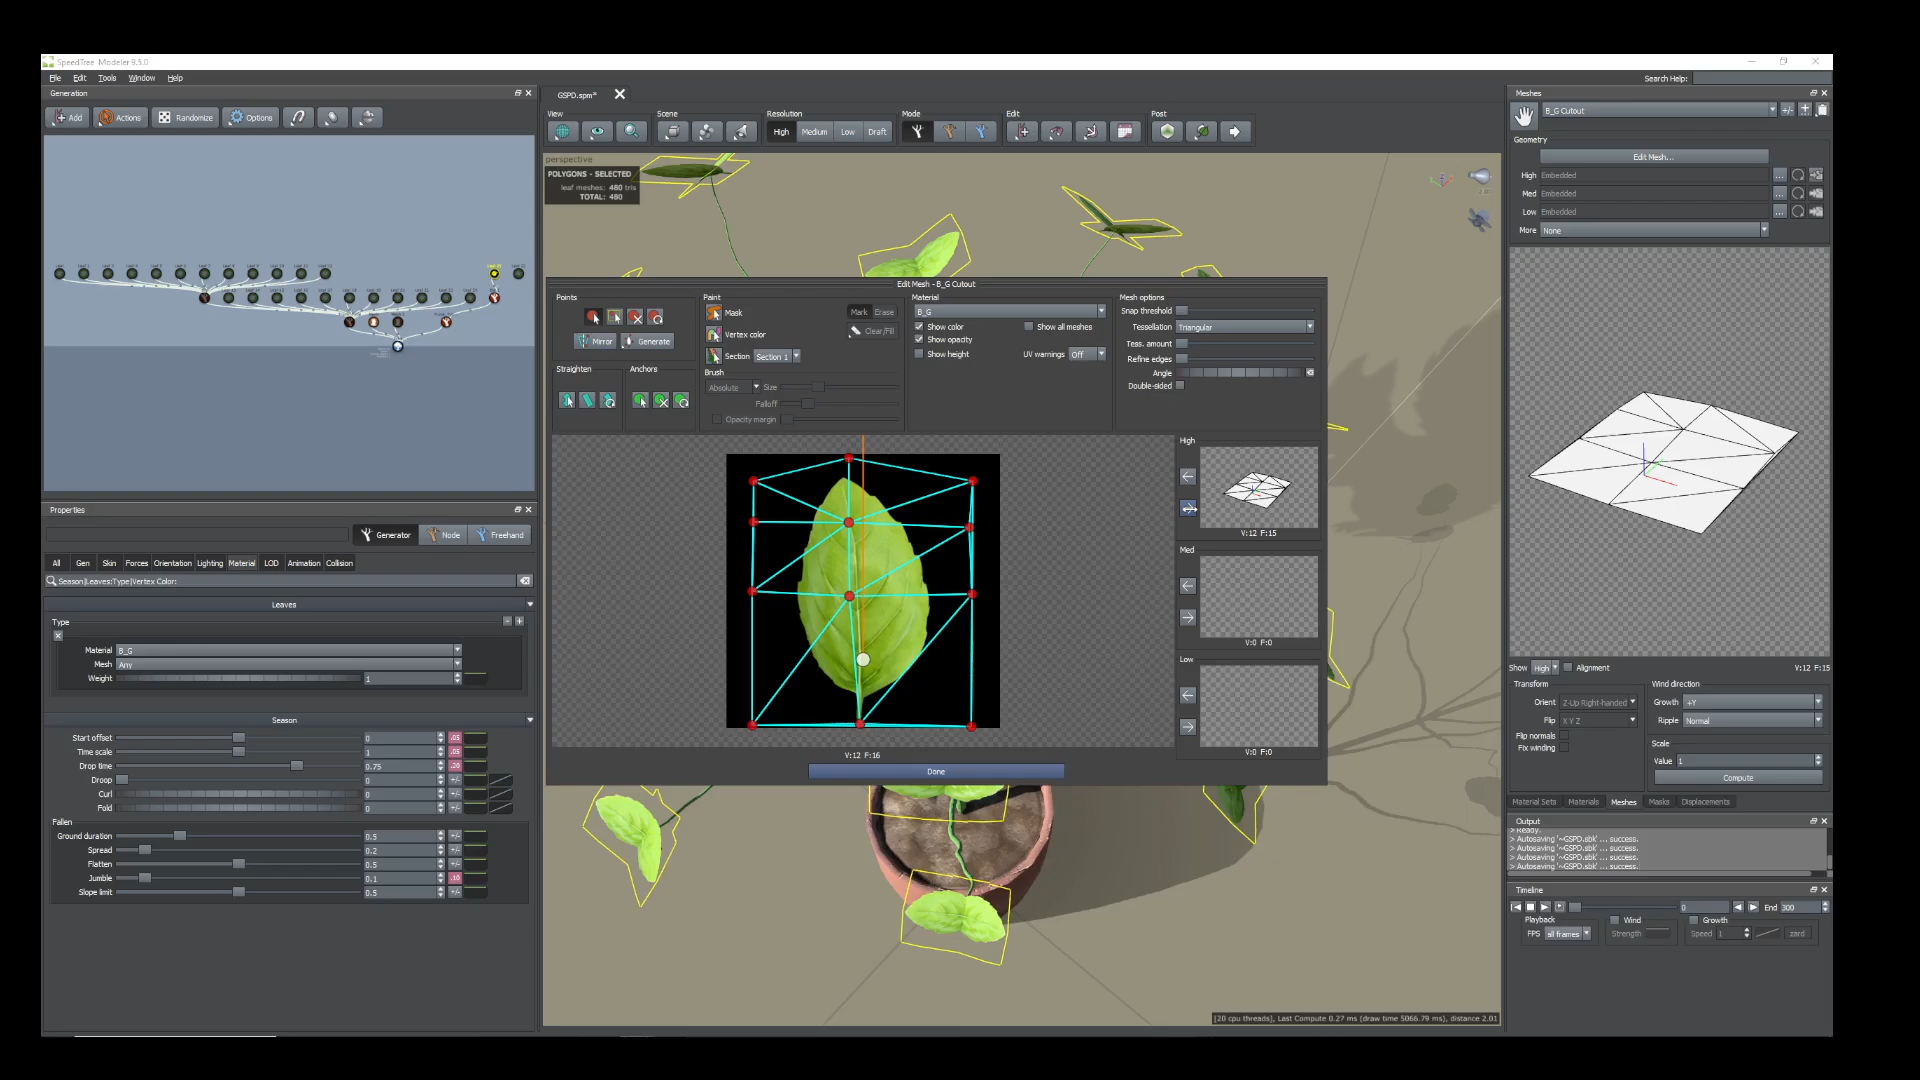 SpeedTree Modeler 9.5.0
File Edit Tools Window Help
Search Help:
Generation
Add Actions Randomize Options
GSPD.spm*
View Scene Resolution Mode Edit Post
High Medium Low Draft
perspective
POLYGONS - SELECTED
leaf meshes: 480 tris
TOTAL: 480
Properties
Generator Node Freehand
All Gen Skin Forces Orientation Lighting Material LOD Animation Collision
Season|Leaves:Type|Vertex Color:
Leaves
Type
Material B_G
Mesh Any
Weight 1
Season
Start offset 0 .05
Time scale 1 .05
Drop time 0.75 .20
Droop 0 +/-
Curl 0 +/-
Fold 0 +/-
Fallen
Ground duration 0.5 +/-
Spread 0.2 +/-
Flatten 0.5 +/-
Jumble 0.1 .10
Slope limit 0.5 +/-
Edit Mesh - B_G Cutout
Points
Mirror Generate
Straighten Anchors
Paint
Mask Mark Erase
Vertex color Clear/Fill
Section Section 1
Brush
Absolute Size
Falloff
Opacity margin
Material
B_G
Show color Show all meshes
Show opacity
Show height UV warnings Off
Mesh options
Snap threshold
Tessellation Triangular
Tess. amount
Refine edges
Angle
Double-sided
High
V:12 F:15
Med
V:0 F:0
Low
V:0 F:0
V:12 F:16
Done
[20 cpu threads], Last Compute 0.27 ms (draw time 5066.79 ms), distance 2.01
Meshes
B_G Cutout
Geometry
Edit Mesh...
High Embedded
Med Embedded
Low Embedded
More None
Show High Alignment V:12 F:15
Transform
Orient Z-Up Right-handed
Flip X Y Z
Flip normals
Fix winding
Wind direction
Growth +Y
Ripple Normal
Scale
Value 1
Compute
Material Sets Materials Meshes Masks Displacements
Output
> Ready.
> Autosaving '~GSPD.sbk' ... success.
> Autosaving '~GSPD.sbk' ... success.
> Autosaving '~GSPD.sbk' ... success.
> Autosaving '~GSPD.sbk' ... success.
Timeline
0 End 300
Playback Wind Growth
FPS all frames Strength Speed 1 zard